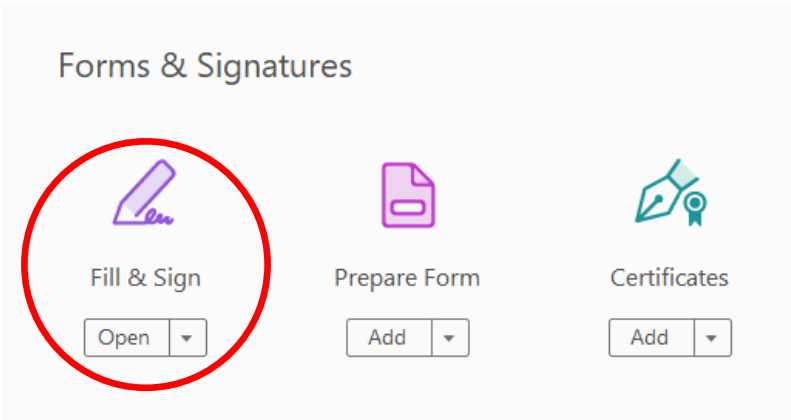 Forms & Signatures
Fill & Sign
Prepare Form
Certificates
Open
Add
Add